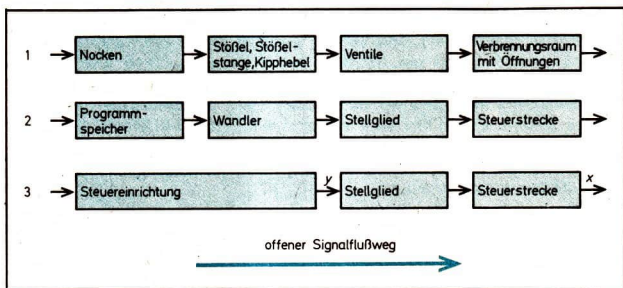 1
Nocken
Stößel, Stößel-
stange, Kipphebel
Ventile
Verbrennungsraum
mit Öffnungen
2
Programm-
speicher
Wandler
Stellglied
Steuerstrecke
3
Steuereinrichtung
y
Stellglied
Steuerstrecke
x
offener Signalflußweg